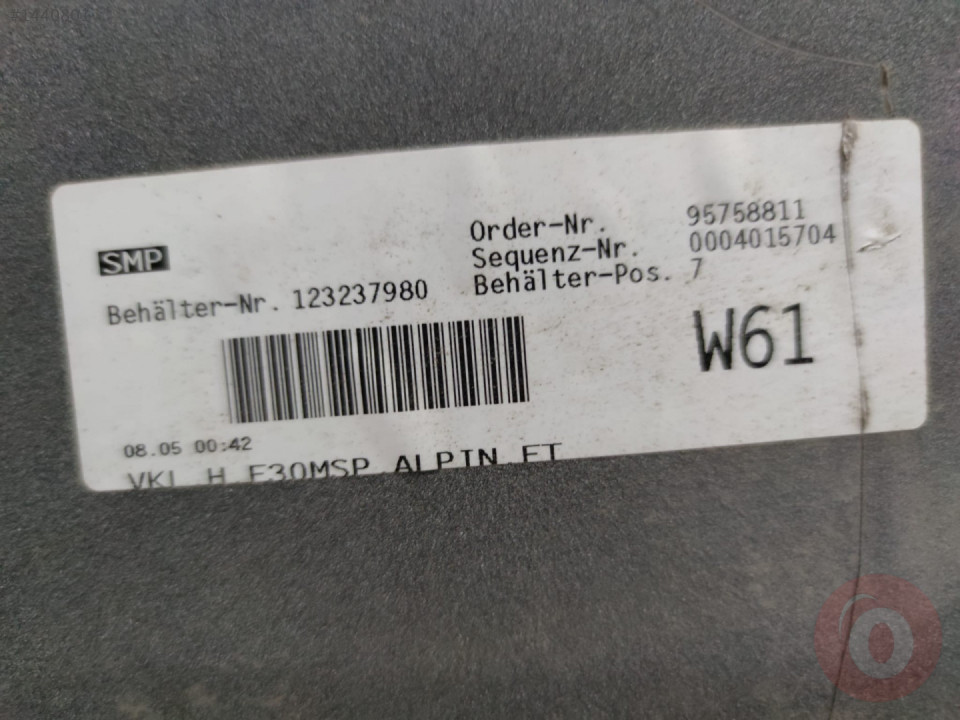 SMP
Behälter-Nr. 123237980
Order-Nr. 95758811
Sequenz-Nr. 0004015704
Behälter-Pos. 7
W61
08.05 00:42
VKL H F30MSP ALPIN ET